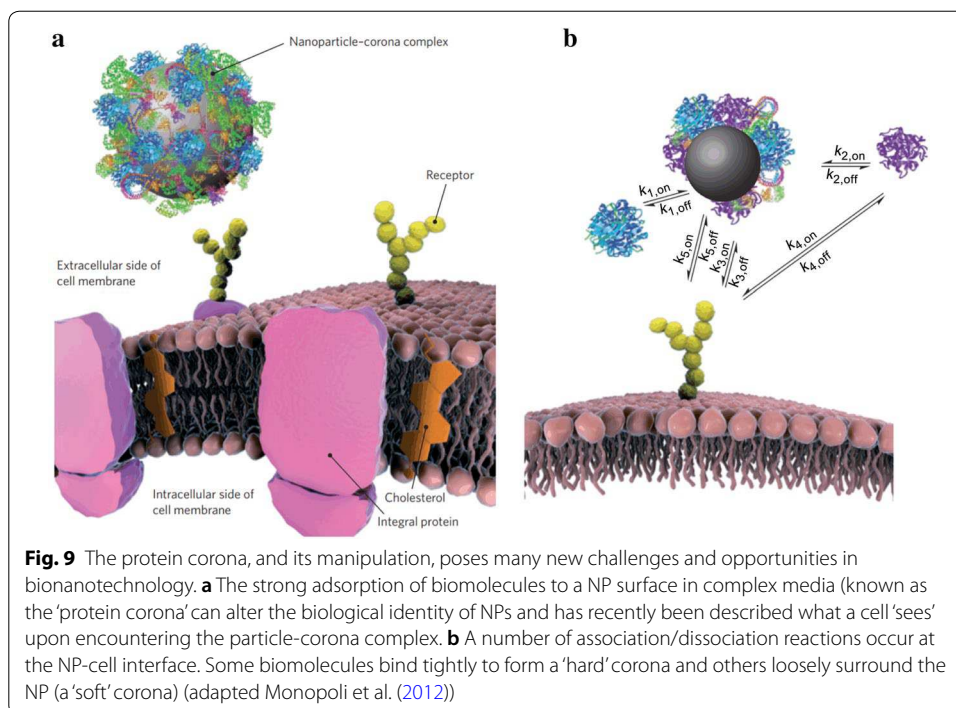 a
Nanoparticle–corona complex
Receptor
Extracellular side of
cell membrane
Intracellular side of
cell membrane
Cholesterol
Integral protein
b
k1,on
k1,off
k2,on
k2,off
k5,on
k5,off
k3,on
k3,off
k4,on
k4,off
Fig. 9 The protein corona, and its manipulation, poses many new challenges and opportunities in
bionanotechnology. a The strong adsorption of biomolecules to a NP surface in complex media (known as
the ‘protein corona’ can alter the biological identity of NPs and has recently been described what a cell ‘sees’
upon encountering the particle-corona complex. b A number of association/dissociation reactions occur at
the NP-cell interface. Some biomolecules bind tightly to form a ‘hard’ corona and others loosely surround the
NP (a ‘soft’ corona) (adapted Monopoli et al. (2012))